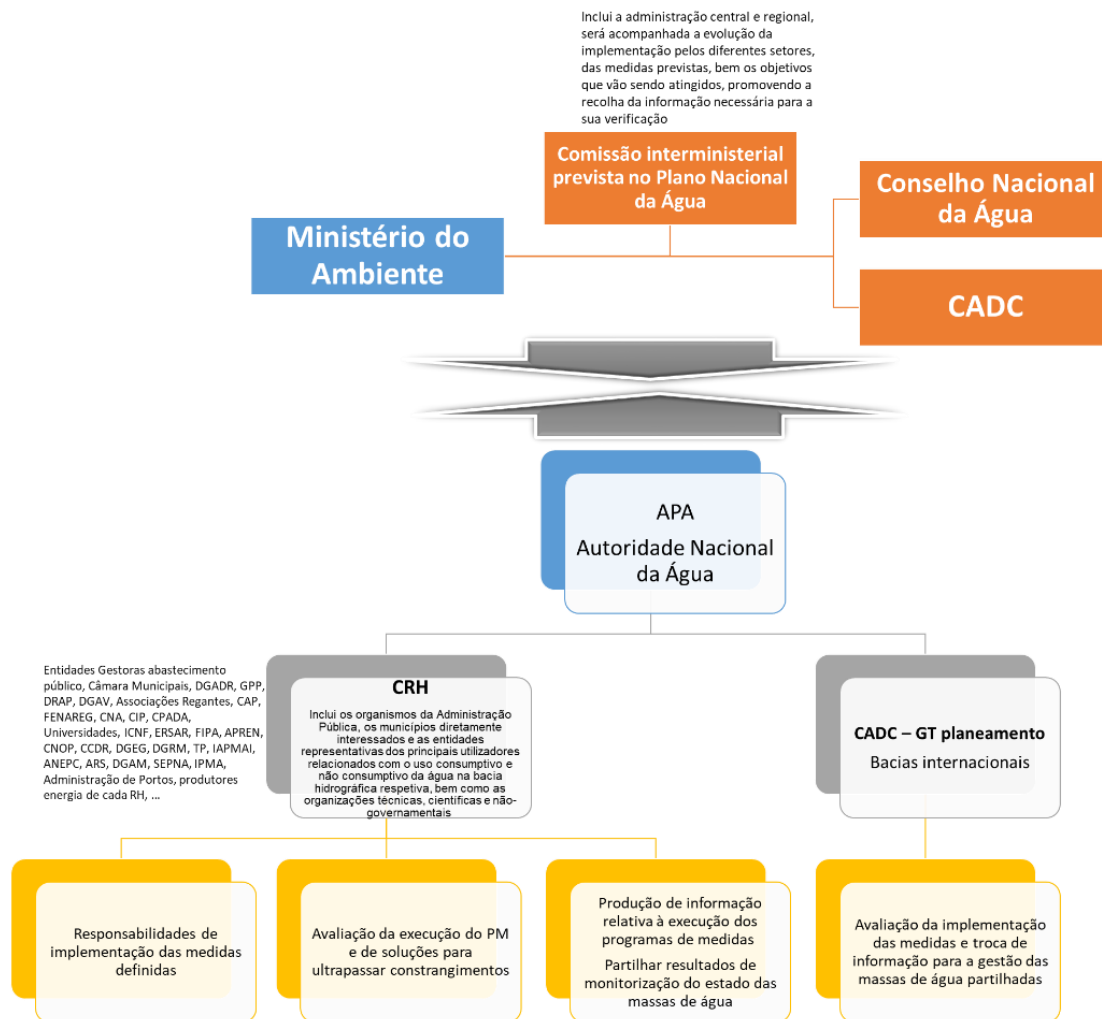 Inclui a administração central e regional,
será acompanhada a evolução da
implementação pelos diferentes setores,
das medidas previstas, bem os objetivos
que vão sendo atingidos, promovendo a
recolha da informação necessária para a
sua verificação
Comissão interministerial
prevista no Plano Nacional
da Água
Conselho Nacional
da Água
Ministério do
Ambiente
CADC
APA
Autoridade Nacional
da Água
Entidades Gestoras abastecimento
público, Câmara Municipais, DGADR, GPP,
DRAP, DGAV, Associações Regantes, CAP,
FENAREG, CNA, CIP, CPADA,
Universidades, ICNF, ERSAR, FIPA, APREN,
CNOP, CCDR, DGEG, DGRM, TP, IAPMAI,
ANEPC, ARS, DGAM, SEPNA, IPMA,
Administração de Portos, produtores
energia de cada RH, ...
CRH
Inclui os organismos da Administração
Pública, os municípios diretamente
interessados e as entidades
representativas dos principais utilizadores
relacionados com o uso consumptivo e
não consumptivo da água na bacia
hidrográfica respetiva, bem como as
organizações técnicas, científicas e não-
governamentais
CADC – GT planeamento
Bacias internacionais
Responsabilidades de
implementação das medidas
definidas
Avaliação da execução do PM
e de soluções para
ultrapassar constrangimentos
Produção de informação
relativa à execução dos
programas de medidas
Partilhar resultados de
monitorização do estado das
massas de água
Avaliação da implementação
das medidas e troca de
informação para a gestão das
massas de água partilhadas